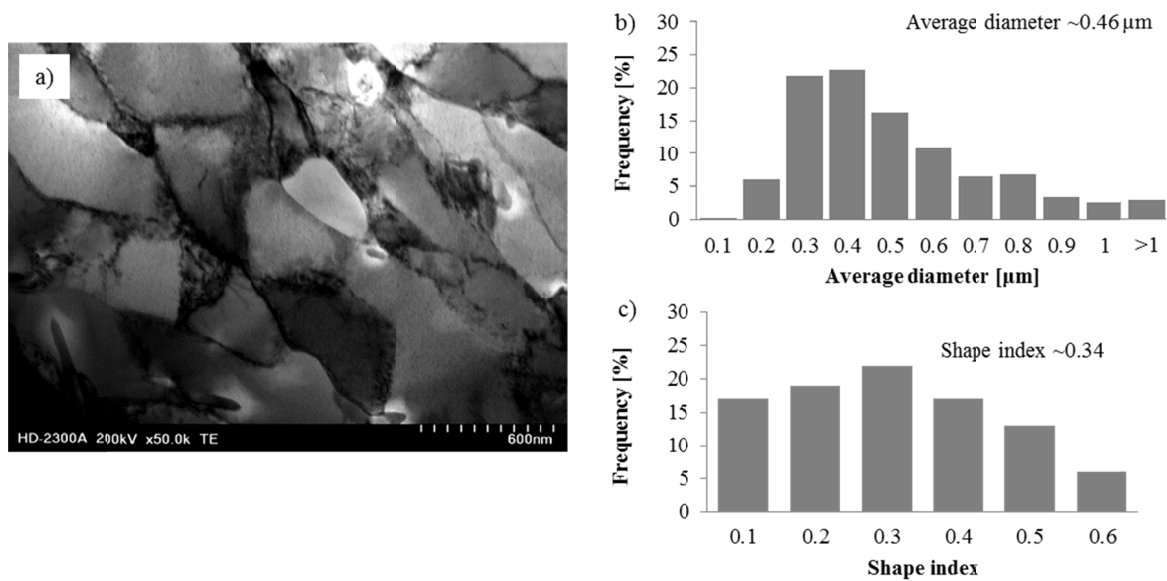 a)
HD-2300A 200kV x50.0k TE
600nm
b)
Average diameter ~0.46 µm
Frequency [%]
30
25
20
15
10
5
0
0.1 0.2 0.3 0.4 0.5 0.6 0.7 0.8 0.9 1 >1
Average diameter [µm]
c)
Shape index ~0.34
Frequency [%]
30
25
20
15
10
5
0
0.1 0.2 0.3 0.4 0.5 0.6
Shape index